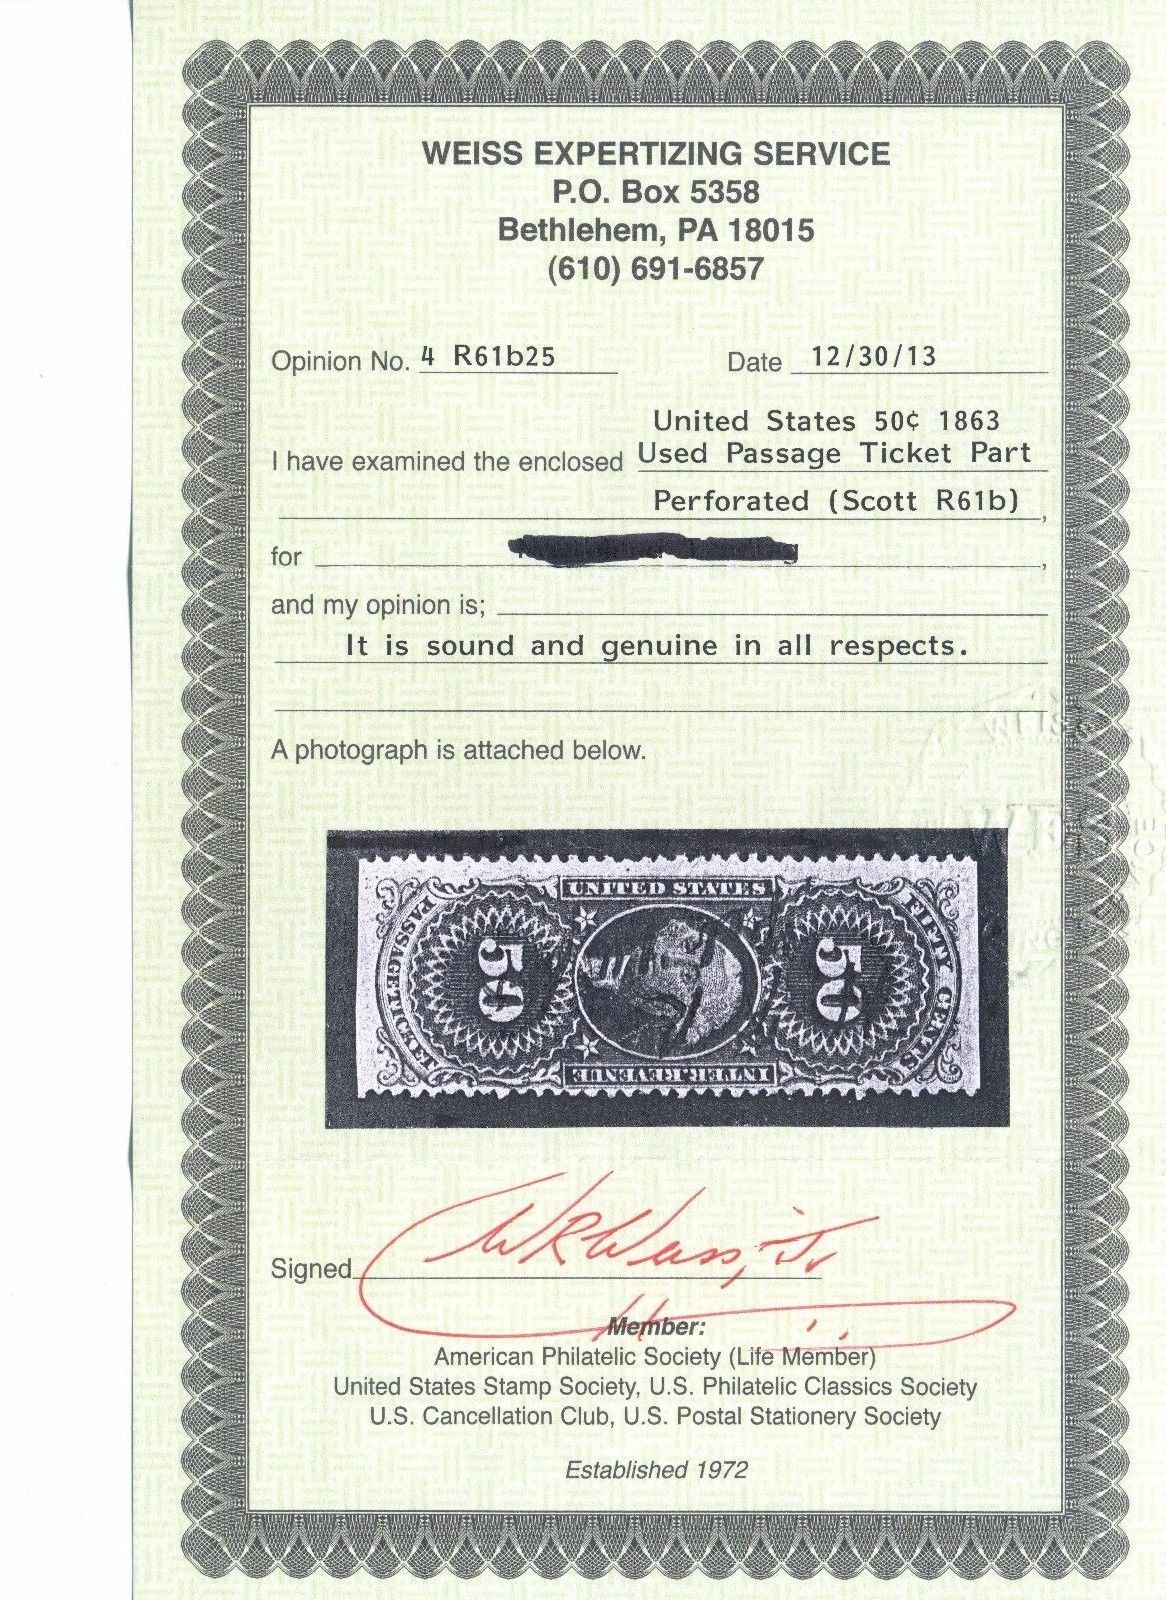 WEISS EXPERTIZING SERVICE
P.O. Box 5358
Bethlehem, PA 18015
(610) 691-6857
Opinion No. 4 R61b25 Date 12/30/13
United States 50¢ 1863
I have examined the enclosed Used Passage Ticket Part
Perforated (Scott R61b),
for ,
and my opinion is;
It is sound and genuine in all respects.
A photograph is attached below.
UNITED STATES
PASSAGE TICKET
50
50
FIFTY CENTS
INTER. REVENUE
Signed W R Weiss, Jr
Member:
American Philatelic Society (Life Member)
United States Stamp Society, U.S. Philatelic Classics Society
U.S. Cancellation Club, U.S. Postal Stationery Society
Established 1972